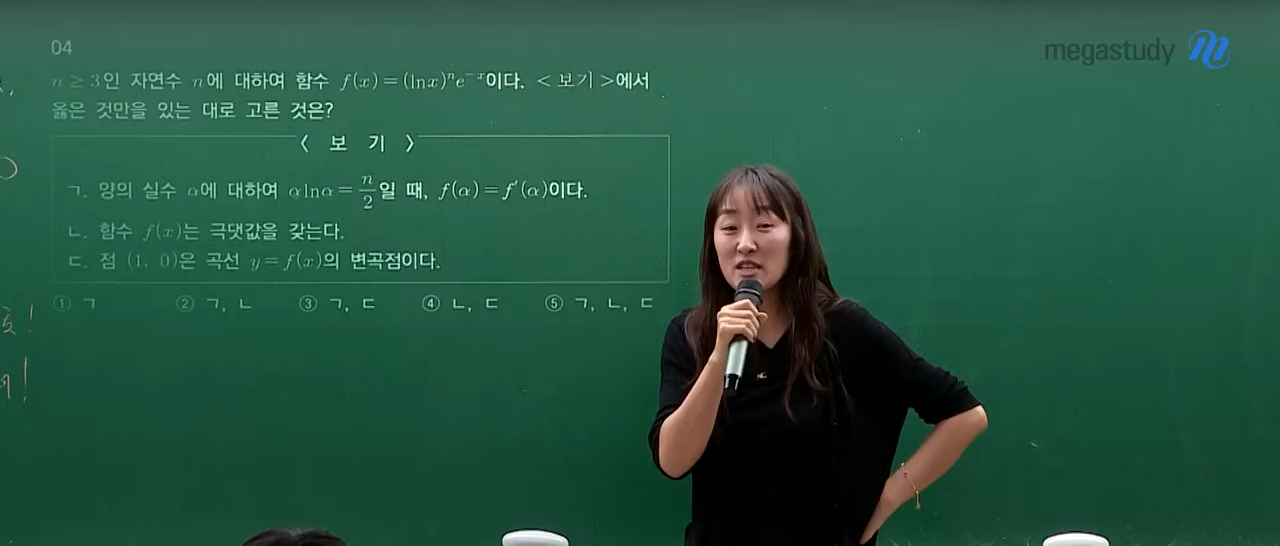 megastudy
04
n ≥ 3인 자연수 n에 대하여 함수 f(x) = (lnx)ⁿe⁻ˣ이다. < 보기 >에서
옳은 것만을 있는 대로 고른 것은?
〈 보 기 〉
ㄱ. 양의 실수 α에 대하여 αlnα = n/2일 때, f(α) = f′(α)이다.
ㄴ. 함수 f(x)는 극댓값을 갖는다.
ㄷ. 점 (1, 0)은 곡선 y = f(x)의 변곡점이다.
① ㄱ ② ㄱ, ㄴ ③ ㄱ, ㄷ ④ ㄴ, ㄷ ⑤ ㄱ, ㄴ, ㄷ